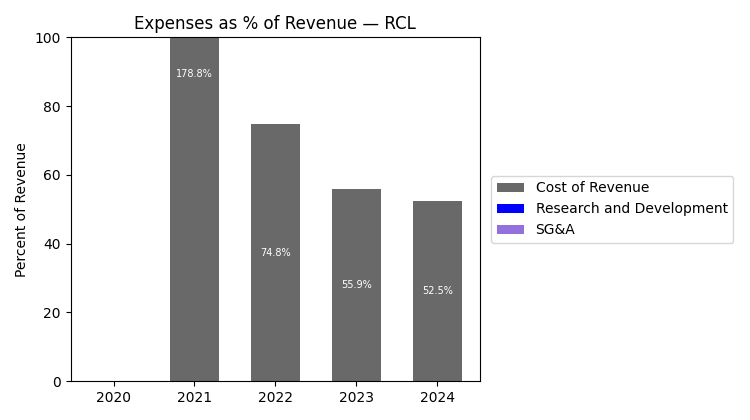 Expenses as % of Revenue — RCL
Percent of Revenue
100
80
60
40
20
0
178.8%
74.8%
55.9%
52.5%
2020 2021 2022 2023 2024
Cost of Revenue
Research and Development
SG&A